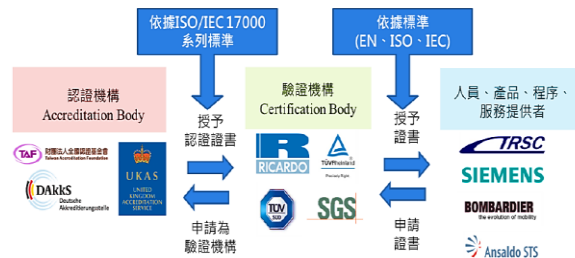 依據ISO/IEC 17000
系列標準
依據標準
(EN、ISO、IEC)
認證機構
Accreditation Body
驗證機構
Certification Body
人員、產品、程序、
服務提供者
授予
認證證書
授予
證書
TAF
財團法人全國認證基金會
Taiwan Accreditation Foundation
DAkkS
Deutsche
Akkreditierungsstelle
UKAS
UNITED
KINGDOM
ACCREDITATION
SERVICE
RICARDO
TÜVRheinland
Precisely Right.
TÜV
SÜD
SGS
TRSC
SIEMENS
BOMBARDIER
the evolution of mobility
Ansaldo STS
申請為
驗證機構
申請
證書